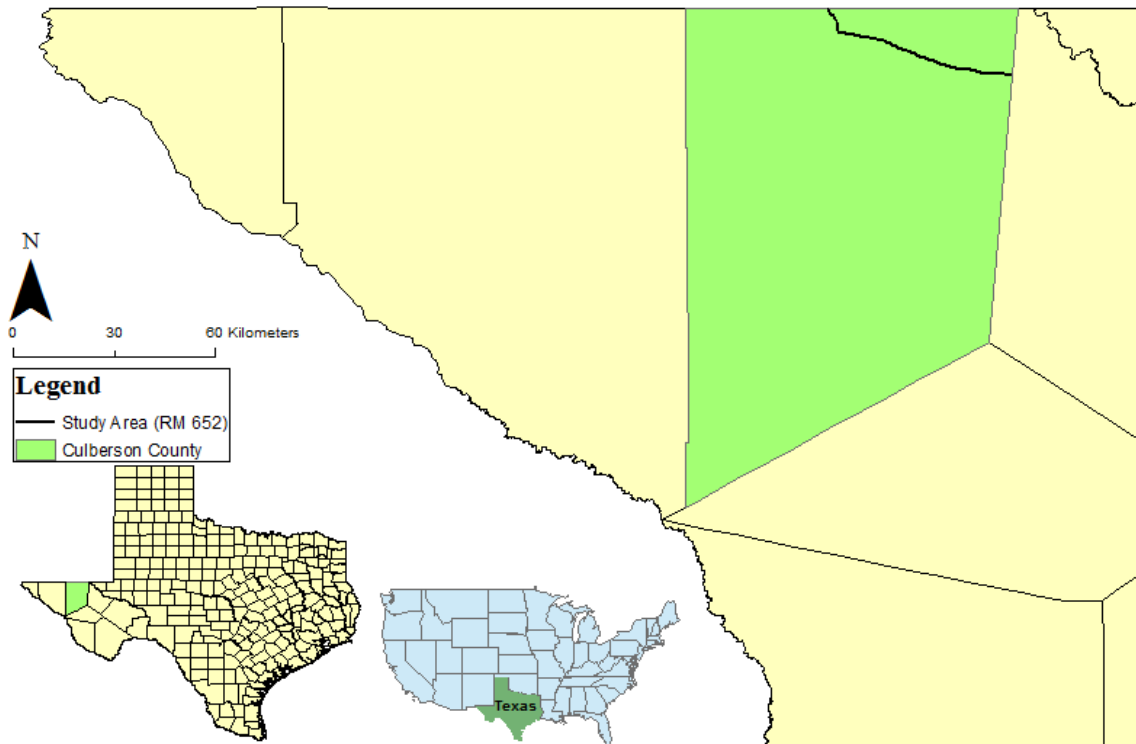 N
0 30 60 Kilometers
Legend
Study Area (RM 652)
Culberson County
Texas